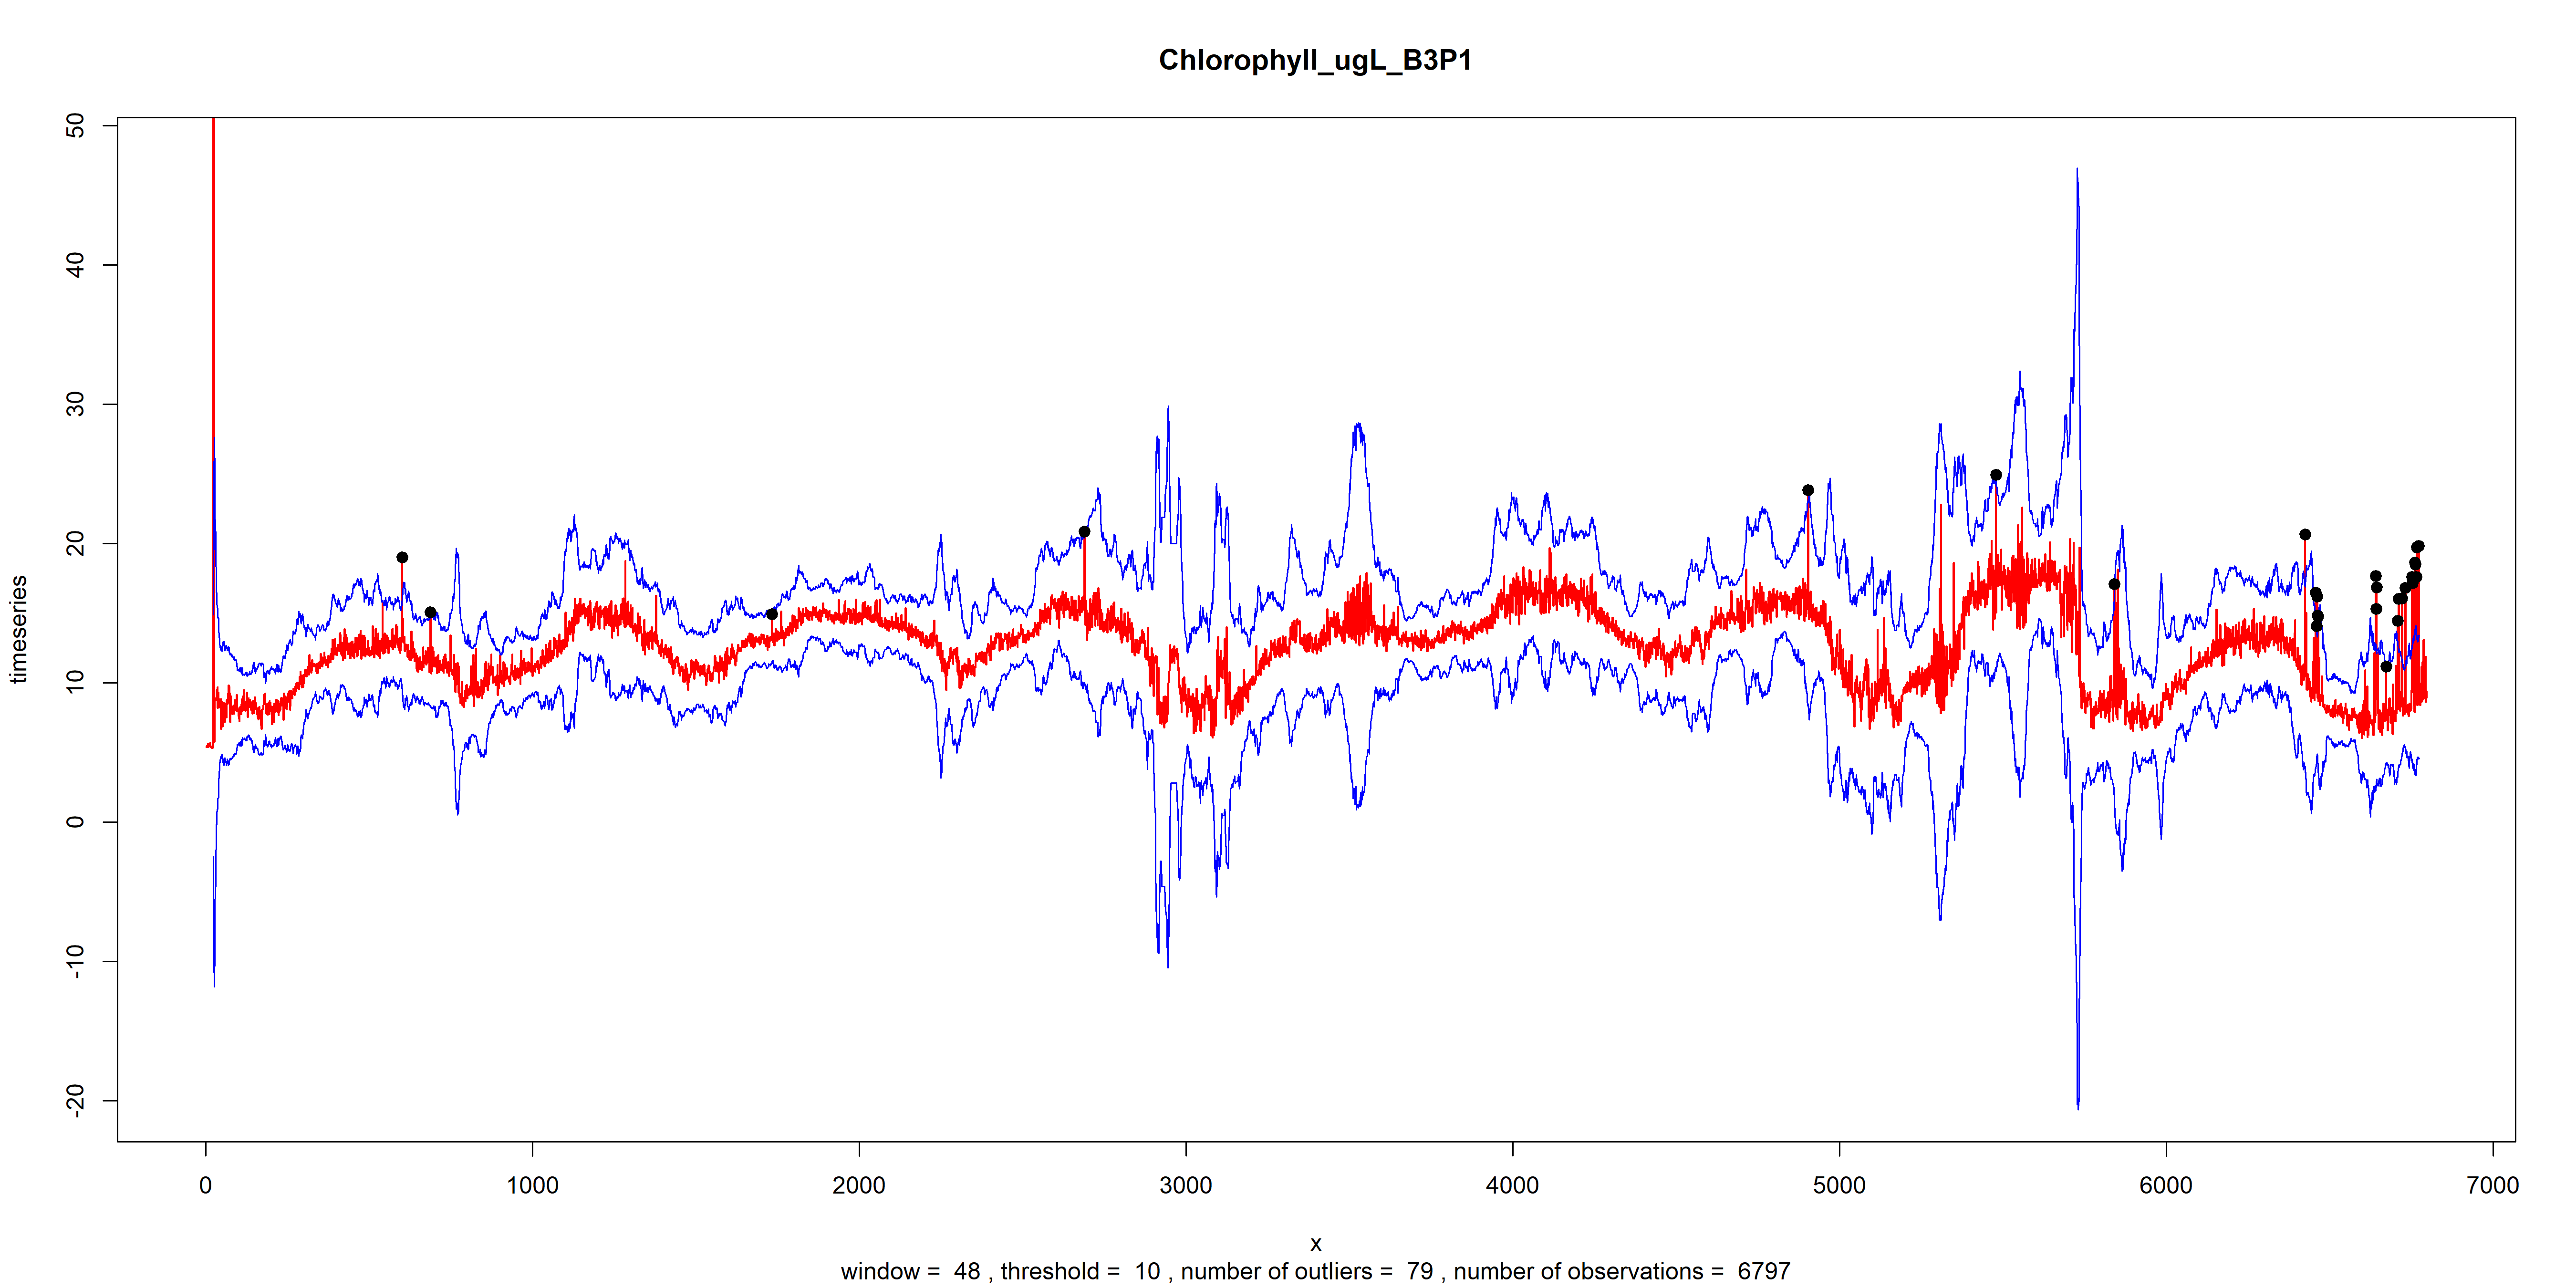 Chlorophyll_ugL_B3P1
50
40
30
20
10
0
-10
-20
timeseries
0 1000 2000 3000 4000 5000 6000 7000
x
window = 48 , threshold = 10 , number of outliers = 79 , number of observations = 6797